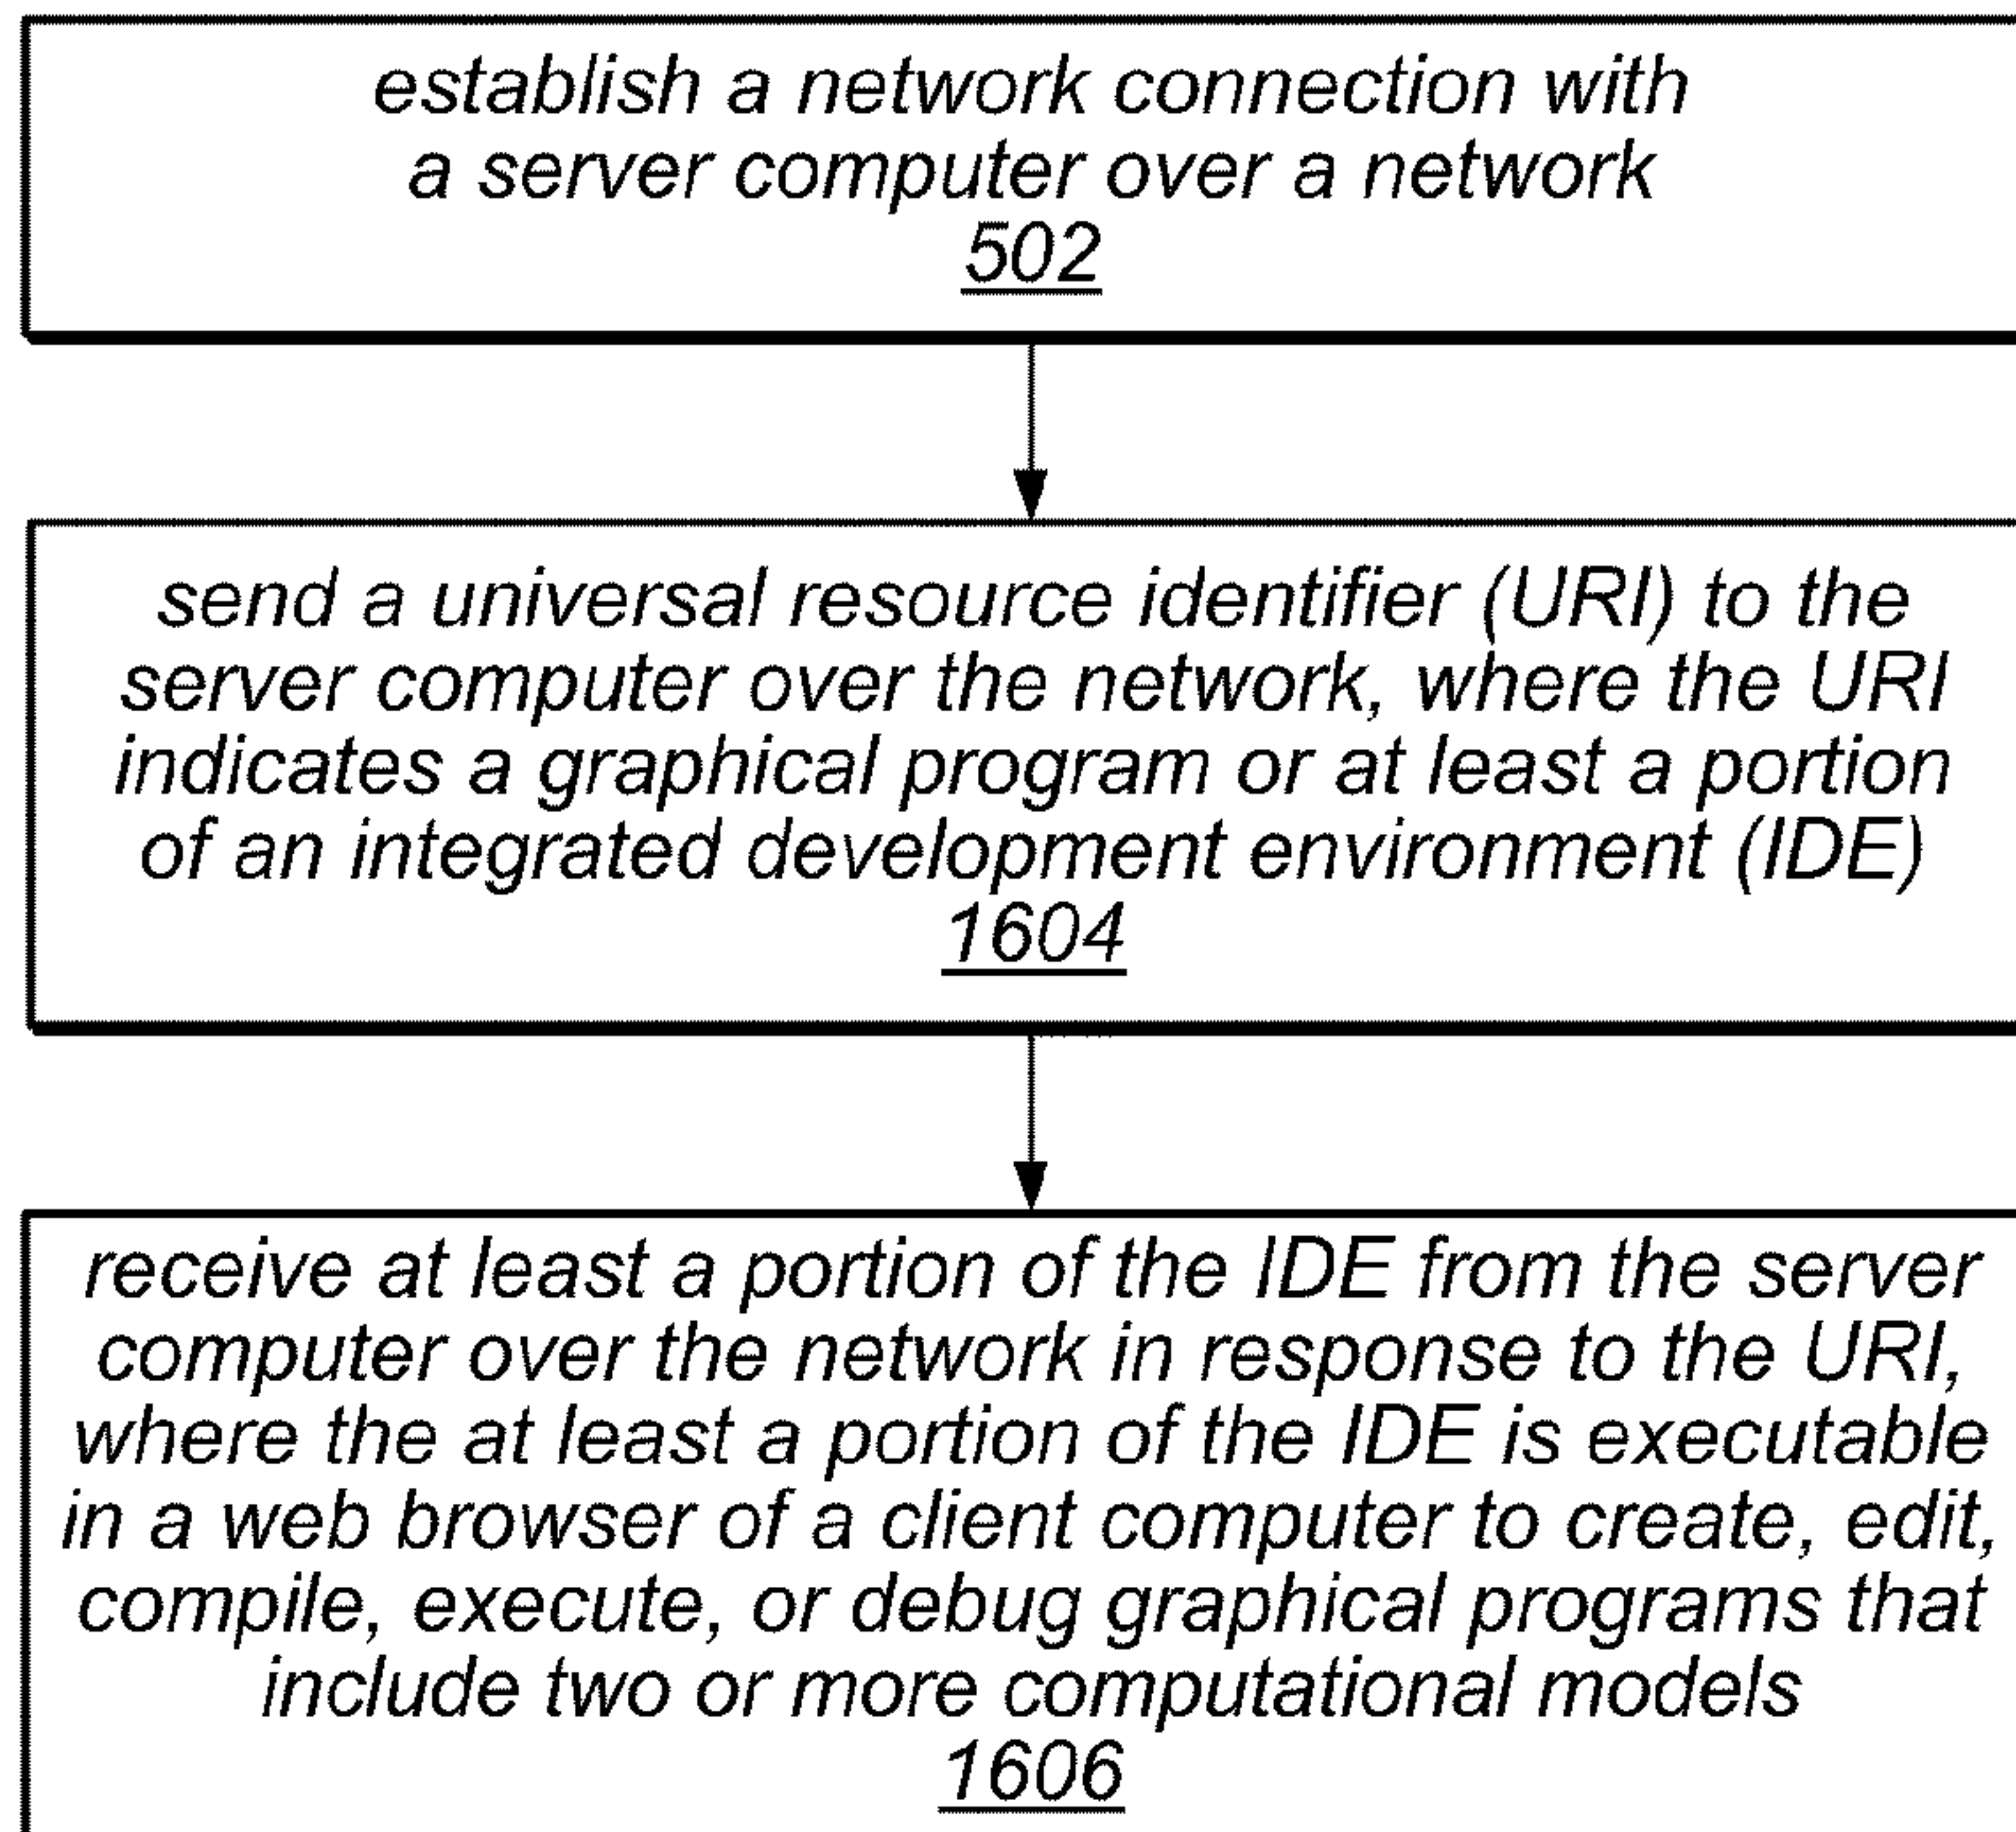 establish a network connection with
a server computer over a network
502
send a universal resource identifier (URI) to the
server computer over the network, where the URI
indicates a graphical program or at least a portion
of an integrated development environment (IDE)
1604
receive at least a portion of the IDE from the server
computer over the network in response to the URI,
where the at least a portion of the IDE is executable
in a web browser of a client computer to create, edit,
compile, execute, or debug graphical programs that
include two or more computational models
1606